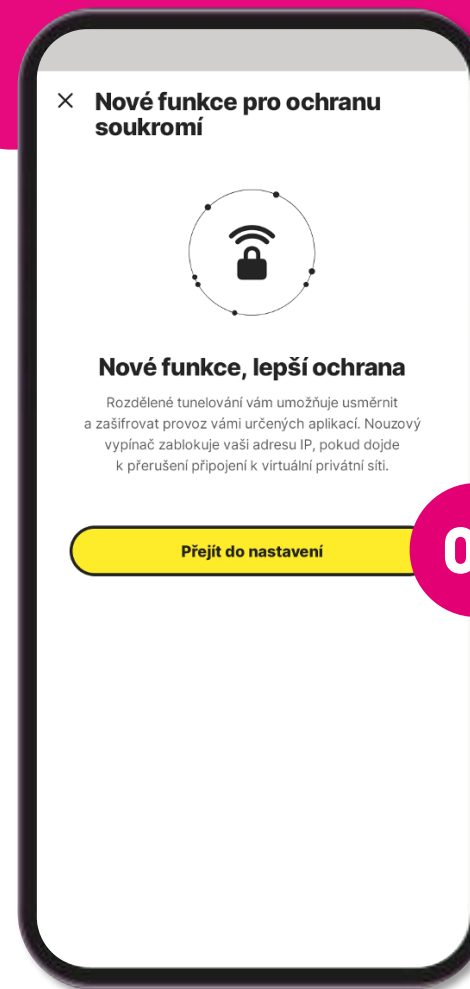 Nové funkce pro ochranu
soukromí
Nové funkce, lepší ochrana
Rozdělené tunelování vám umožňuje usměrnit
a zašifrovat provoz vámi určených aplikací. Nouzový
vypínač zablokuje vaši adresu IP, pokud dojde
k přerušení připojení k virtuální privátní síti.
Přejít do nastavení